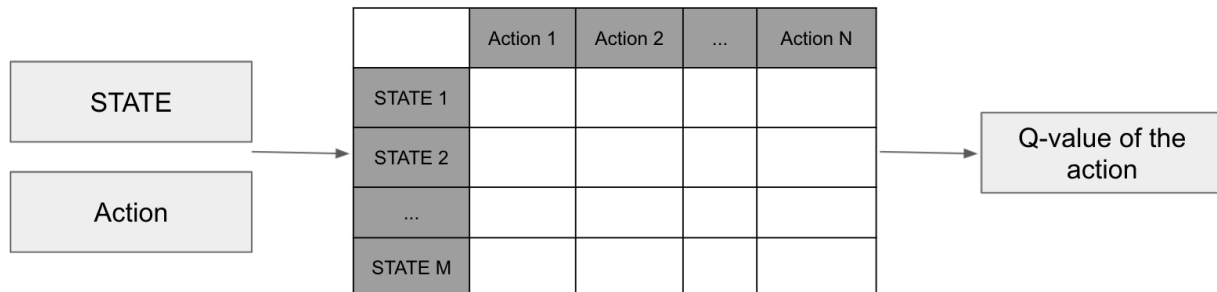 STATE
Action
Action 1 Action 2 ... Action N
STATE 1
STATE 2
...
STATE M
Q-value of the
action